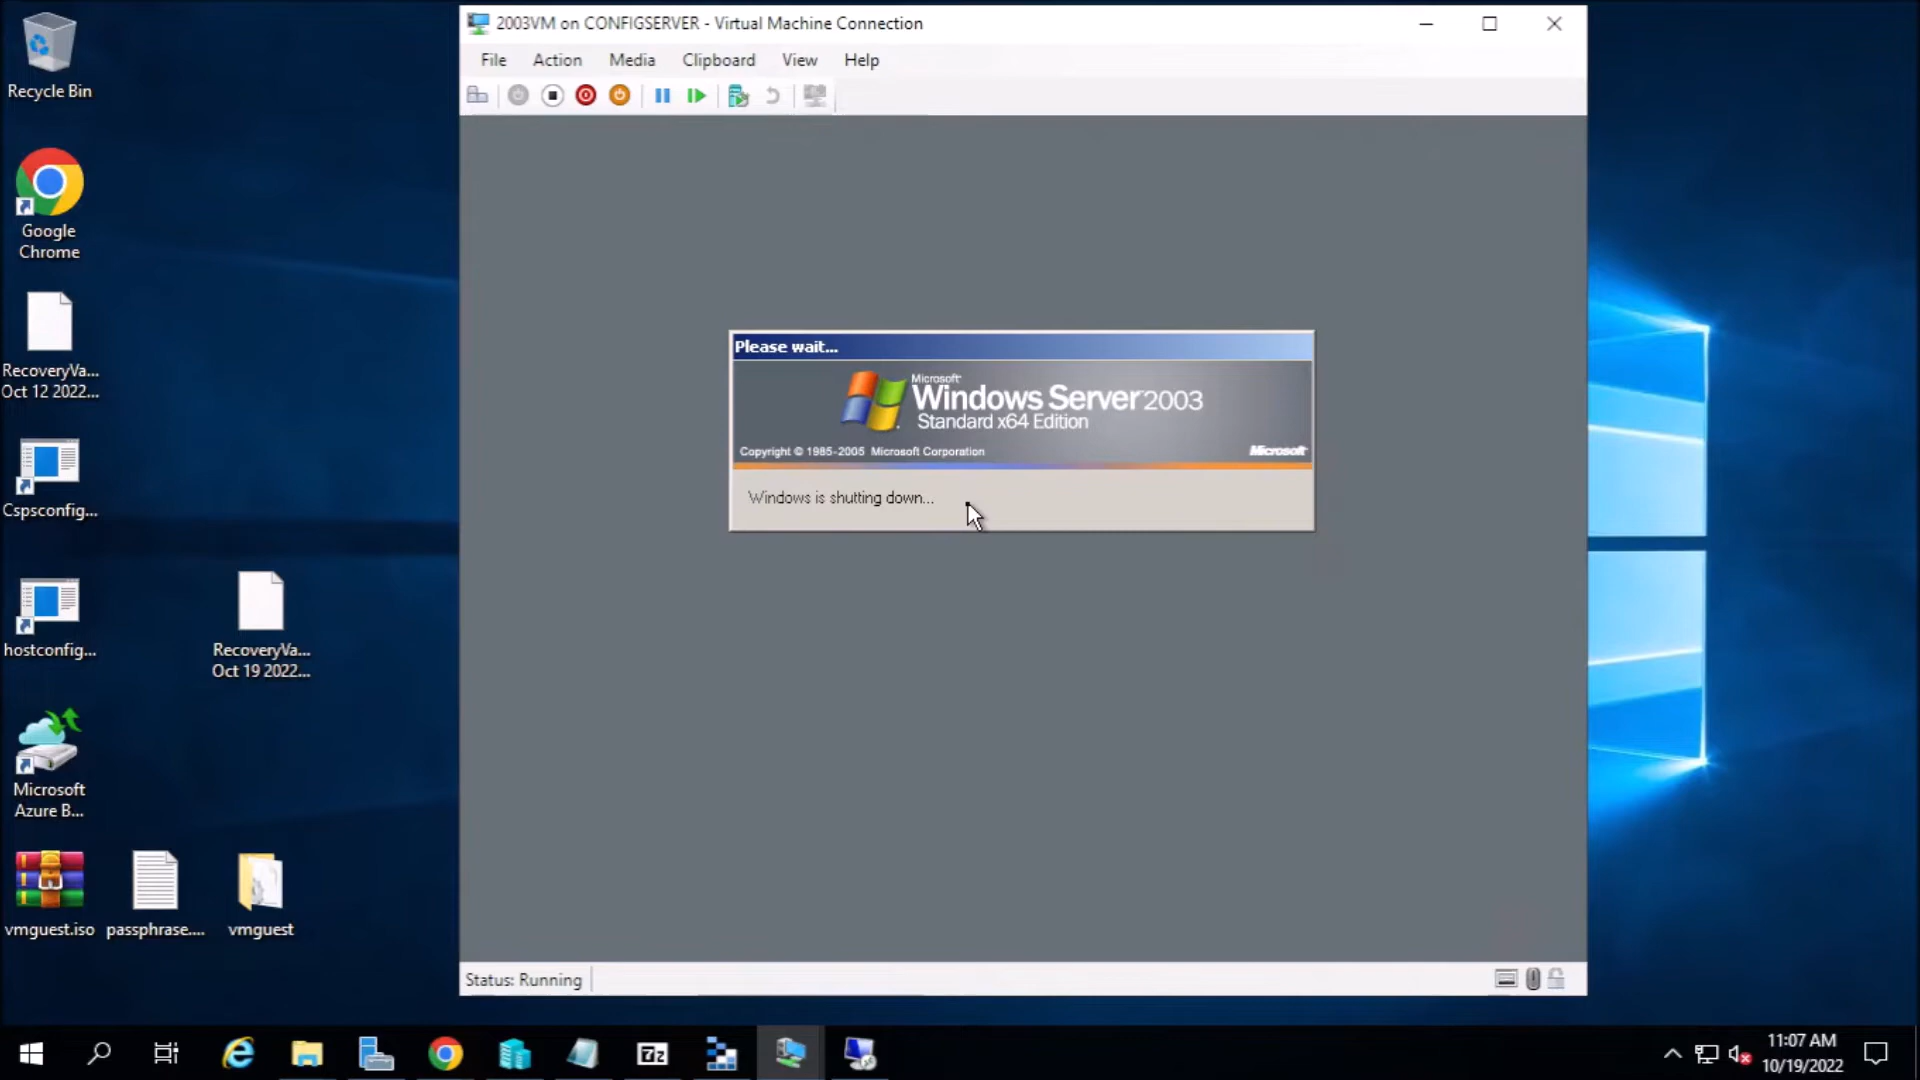 2003VM on CONFIGSERVER - Virtual Machine Connection
File Action Media Clipboard View Help
Recycle Bin
Google
Chrome
RecoveryVa...
Oct 12 2022...
Cspsconfig...
hostconfig...
RecoveryVa...
Oct 19 2022...
Microsoft
Azure B...
vmguest.iso
passphrase....
vmguest
Please wait...
Microsoft
Windows Server 2003
Standard x64 Edition
Copyright © 1985-2005 Microsoft Corporation
Microsoft
Windows is shutting down...
Status: Running
7z
11:07 AM
10/19/2022